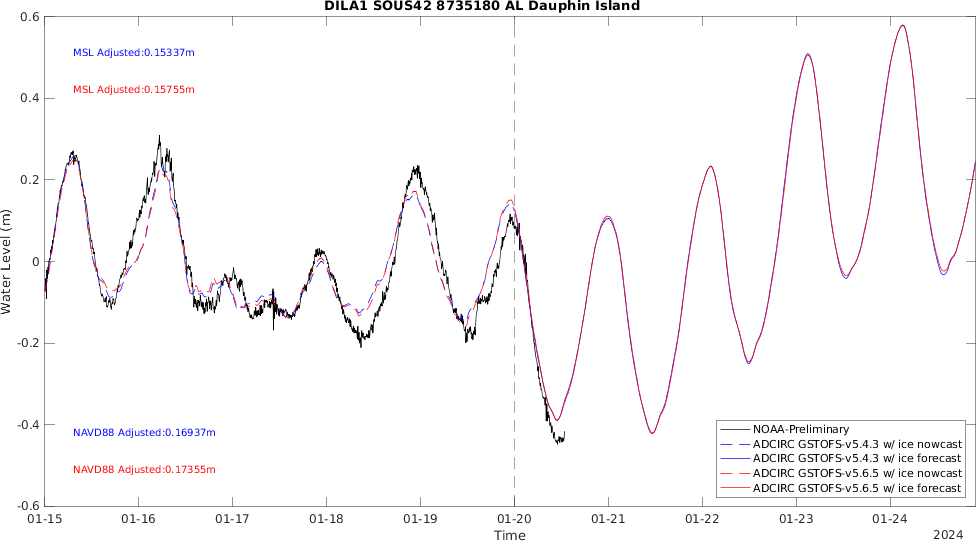 DILA1 SOUS42 8735180 AL Dauphin Island
0.6
MSL Adjusted:0.15337m
MSL Adjusted:0.15755m
0.4
0.2
Water Level (m)
0
-0.2
-0.4
NAVD88 Adjusted:0.16937m
NAVD88 Adjusted:0.17355m
NOAA-Preliminary
ADCIRC GSTOFS-v5.4.3 w/ ice nowcast
ADCIRC GSTOFS-v5.4.3 w/ ice forecast
ADCIRC GSTOFS-v5.6.5 w/ ice nowcast
ADCIRC GSTOFS-v5.6.5 w/ ice forecast
-0.6
01-15 01-16 01-17 01-18 01-19 01-20 01-21 01-22 01-23 01-24
Time
2024